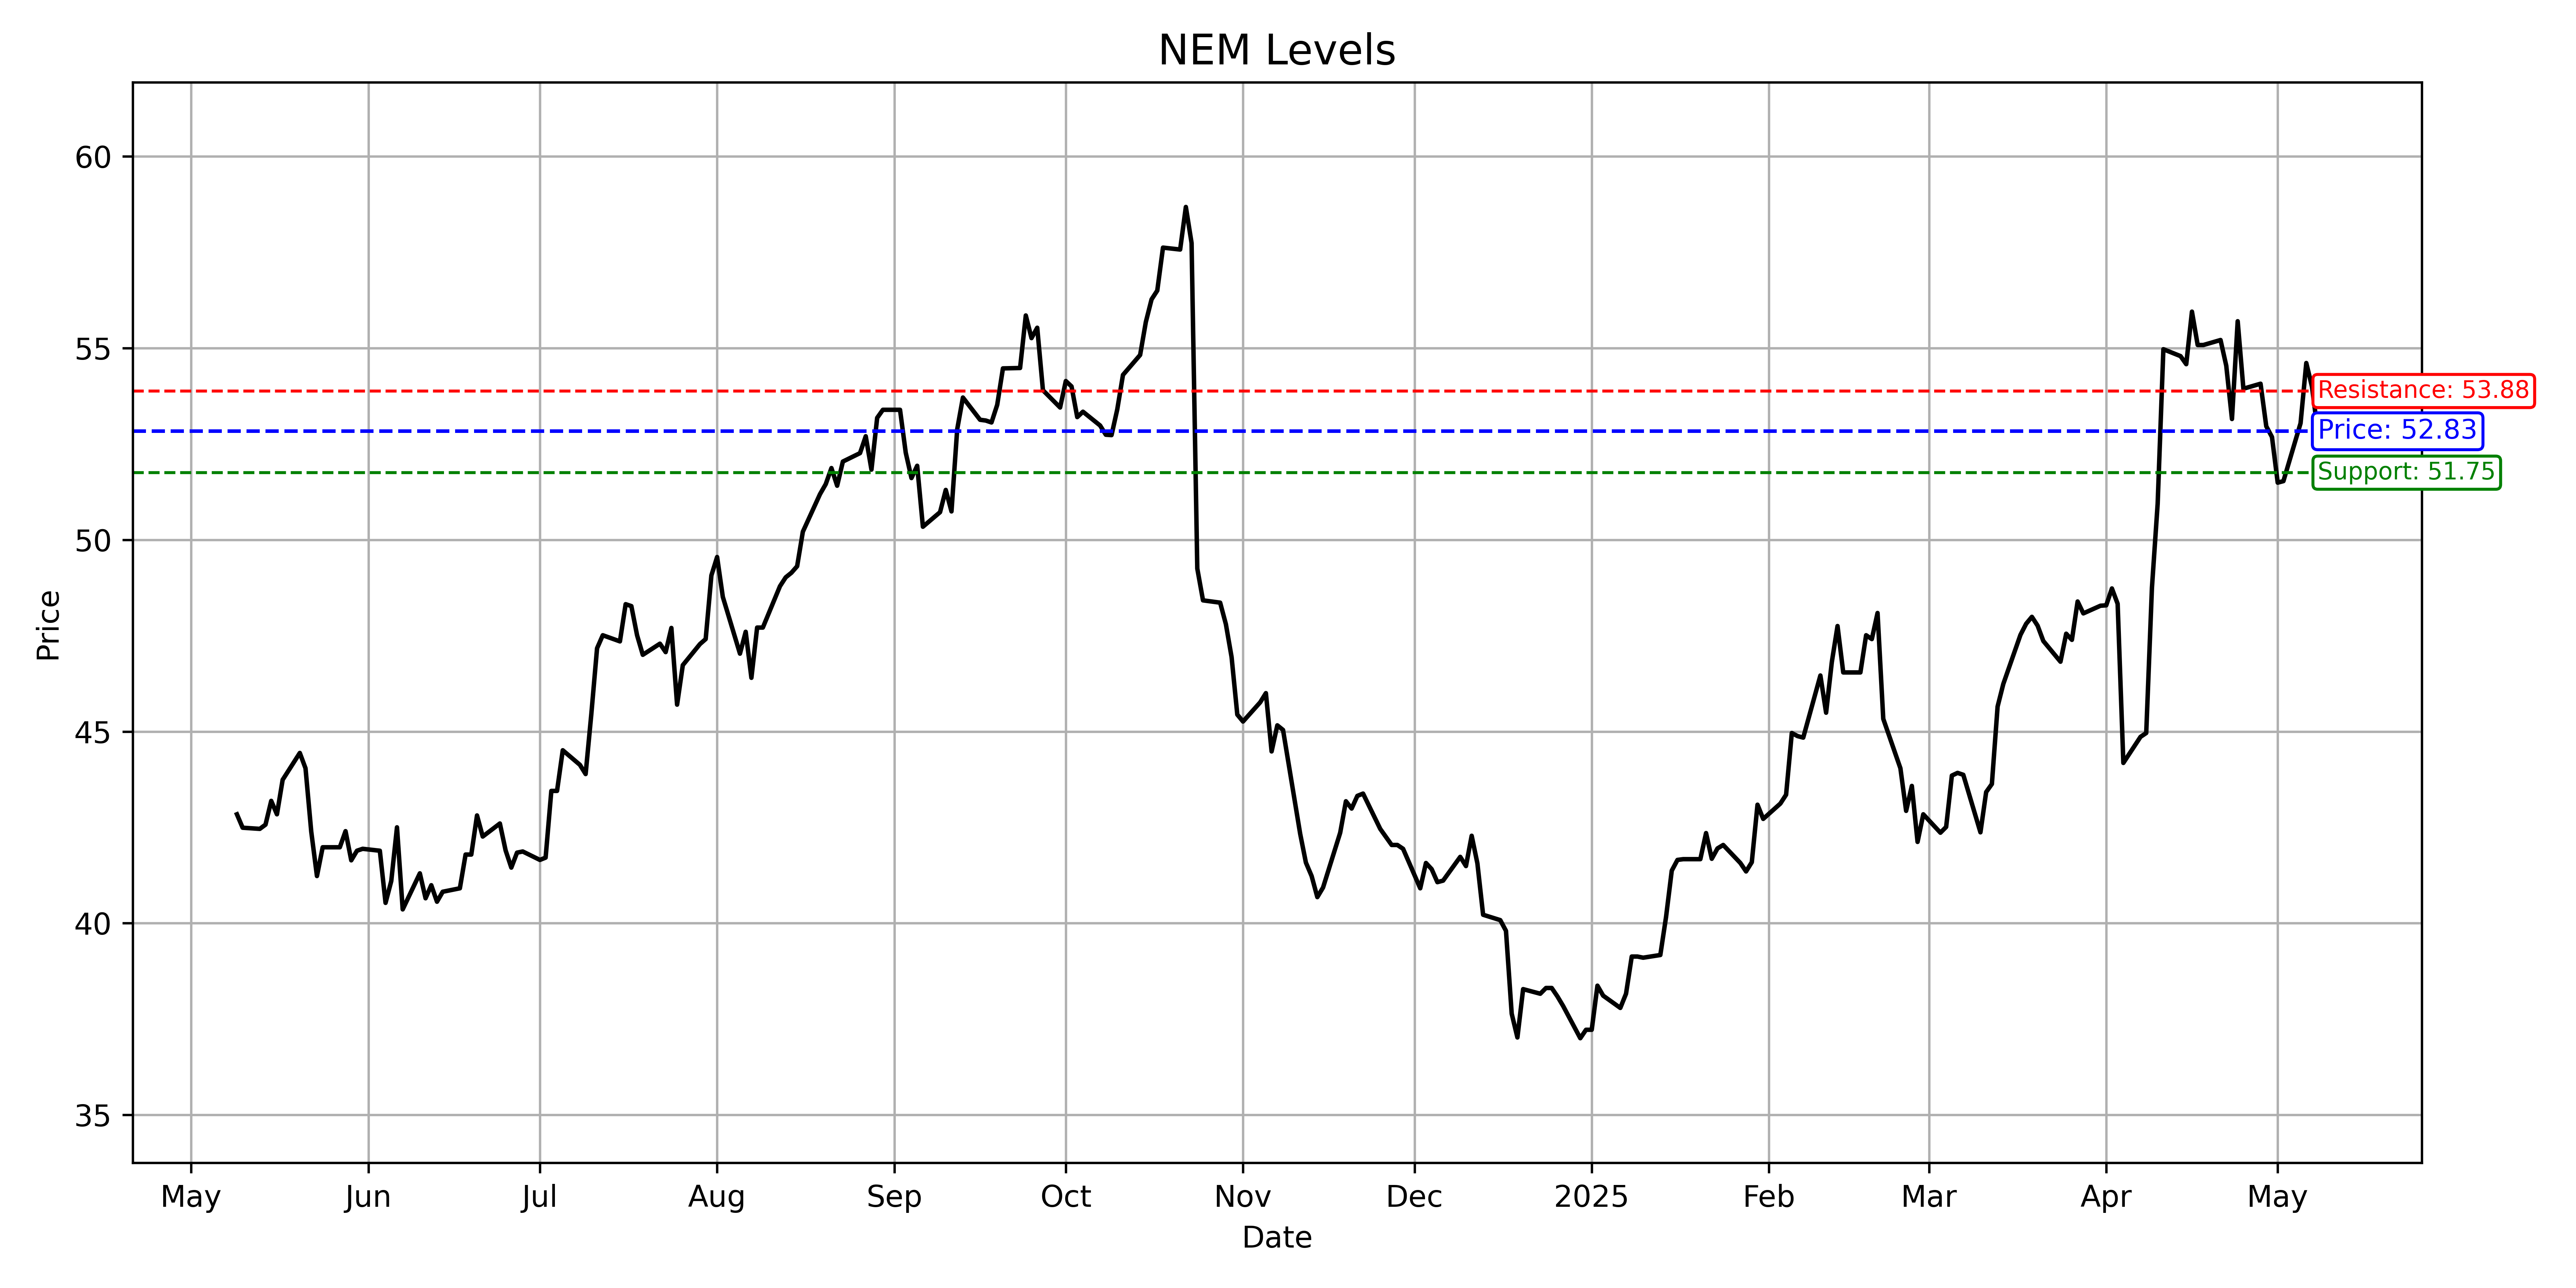 NEM Levels
60
55
50
45
40
35
Price
Resistance: 53.88
Price: 52.83
Support: 51.75
May Jun Jul Aug Sep Oct Nov Dec 2025 Feb Mar Apr May
Date